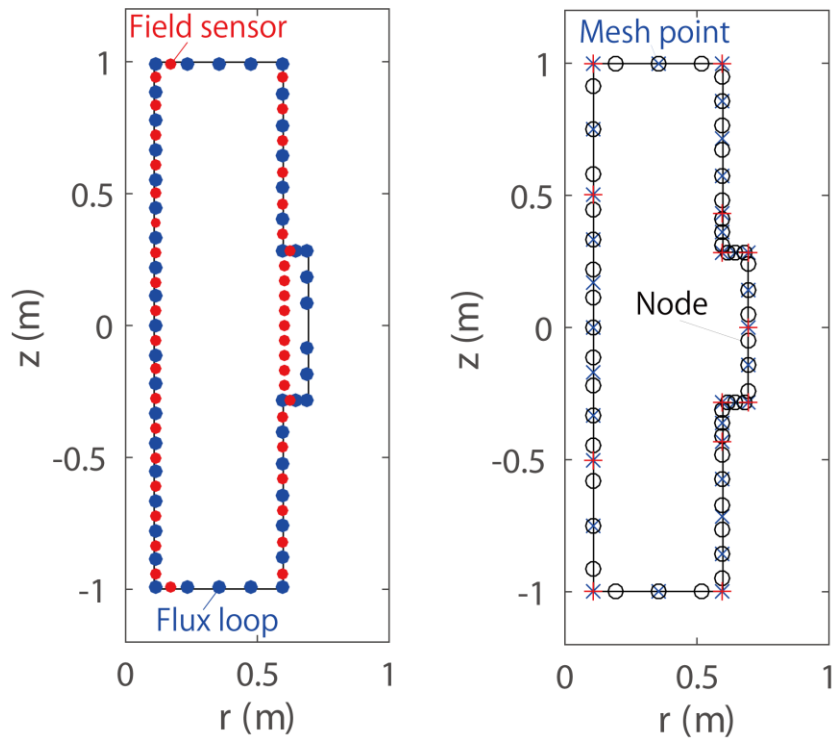 Field sensor
1
0.5
0
-0.5
-1
z (m)
Flux loop
0
0.5
1
r (m)
Mesh point
1
0.5
0
-0.5
-1
z (m)
Node
0
0.5
1
r (m)